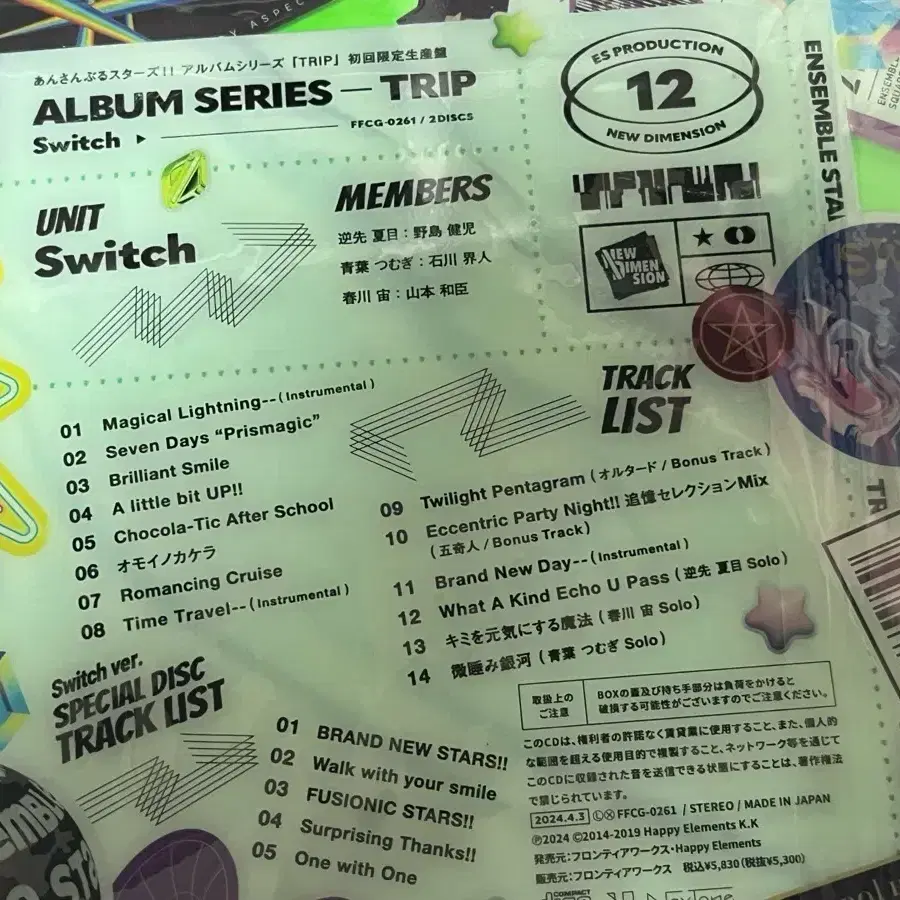 Y ASPEC
あんさんぶるスターズ!! アルバムシリーズ 「TRIP」 初回限定生産盤
ALBUM SERIES — TRIP
Switch ▶ FFCG-0261 / 2DISCS
ES PRODUCTION
12
NEW DIMENSION
ENSEMBLE STA
UNIT
Switch
MEMBERS
逆先 夏目：野島 健児
青葉 つむぎ：石川 界人
春川 宙：山本 和臣
NEW
DIMEN
SION
TRACK
LIST
01 Magical Lightning--(Instrumental)
02 Seven Days “Prismagic”
03 Brilliant Smile
04 A little bit UP!!
05 Chocola-Tic After School
06 オモイノカケラ
07 Romancing Cruise
08 Time Travel--(Instrumental)
09 Twilight Pentagram (オルタード / Bonus Track)
10 Eccentric Party Night!! 追憶セレクションMix
(五奇人 / Bonus Track)
11 Brand New Day--(Instrumental)
12 What A Kind Echo U Pass (逆先 夏目 Solo)
13 キミを元気にする魔法 (春川 宙 Solo)
14 微睡み銀河 (青葉 つむぎ Solo)
Switch ver.
SPECIAL DISC
TRACK LIST
01 BRAND NEW STARS!!
02 Walk with your smile
03 FUSIONIC STARS!!
04 Surprising Thanks!!
05 One with One
取扱上の
ご注意
BOXの蓋及び持ち手部分は負荷をかけると
破損する可能性がございますのでご注意ください。
このCDは、権利者の許諾なく賃貸業に使用すること、また、個人的
な範囲を超える使用目的で複製すること、ネットワーク等を通じて
このCDに収録された音を送信できる状態にすることは、著作権法
で禁じられています。
2024.4.3 ⓁⓍ FFCG-0261 / STEREO / MADE IN JAPAN
℗2024 ©2014-2019 Happy Elements K.K
発売元：フロンティアワークス・Happy Elements
販売元：フロンティアワークス 税込¥5,830(税抜¥5,300)
COMPACT
TR